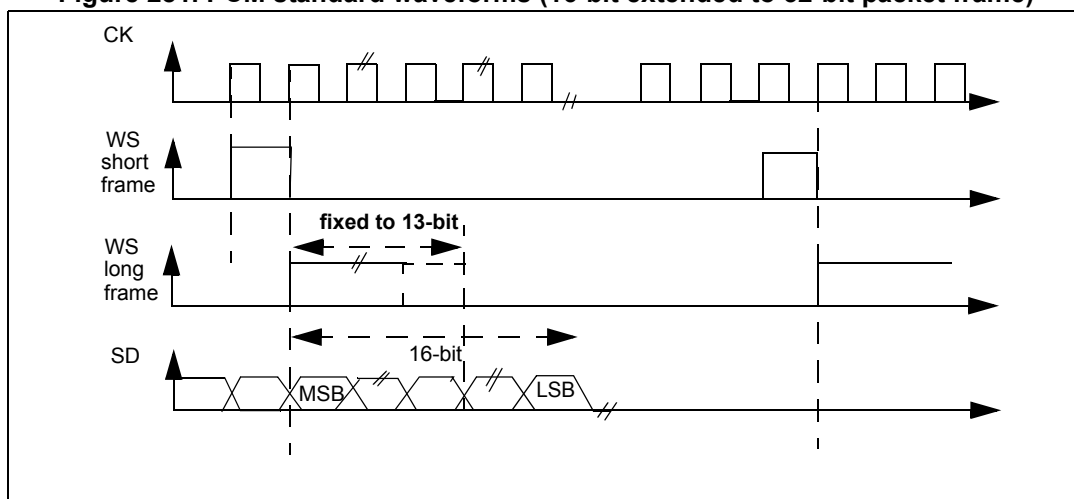 Figure PCM standard waveforms (16-bit extended to 32-bit packet frame)
CK
WS
short
frame
fixed to 13-bit
WS
long
frame
16-bit
SD
MSB
LSB